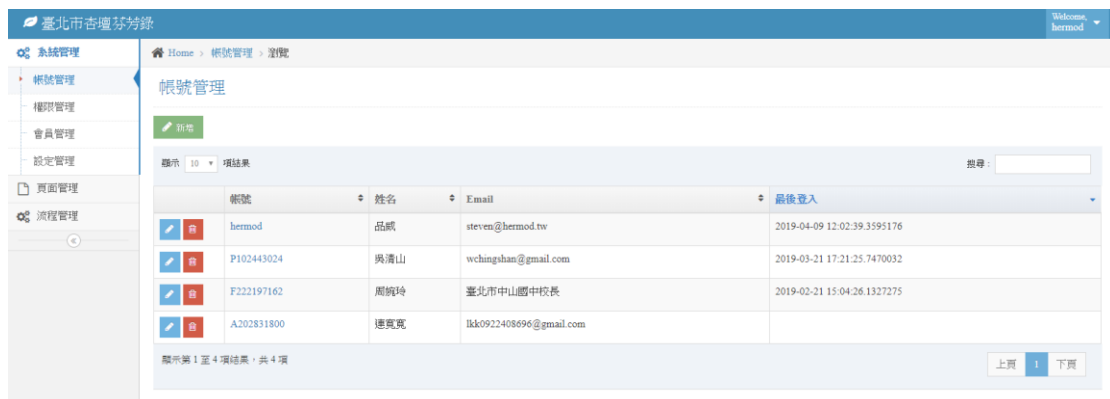 臺北市杏壇芬芳錄
Welcome,
hermod
系統管理
帳號管理
權限管理
會員管理
設定管理
頁面管理
流程管理
Home > 帳號管理 > 瀏覽
帳號管理
新增
顯示 10 項結果
搜尋:
帳號 姓名 Email 最後登入
hermod 品威 steven@hermod.tw 2019-04-09 12:02:39.3595176
P102443024 吳清山 wchingshan@gmail.com 2019-03-21 17:21:25.7470032
F222197162 周婉玲 臺北市中山國中校長 2019-02-21 15:04:26.1327275
A202831800 連寬寬 lkk0922408696@gmail.com
顯示第 1 至 4 項結果,共 4 項
上頁 1 下頁